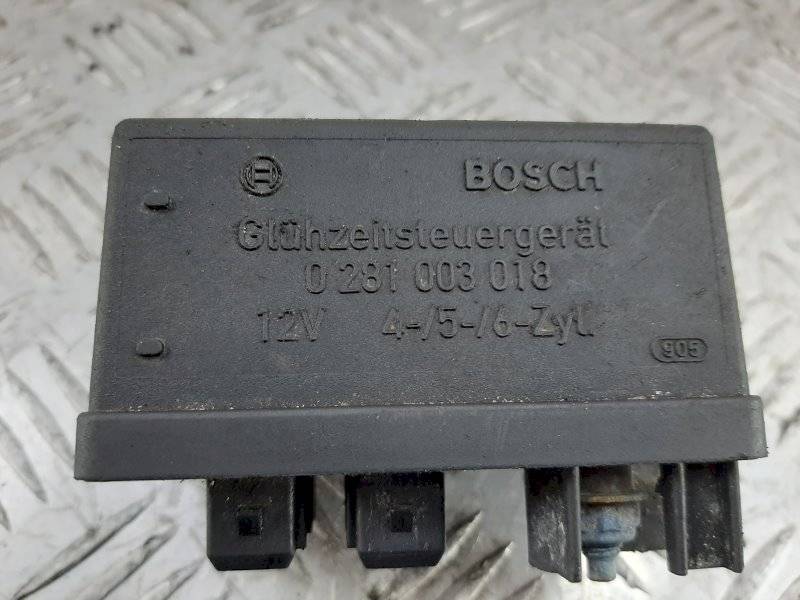 BOSCH
Glühzeitsteuergerät
0 281 003 018
12V 4-/5-/6-Zyl.
905